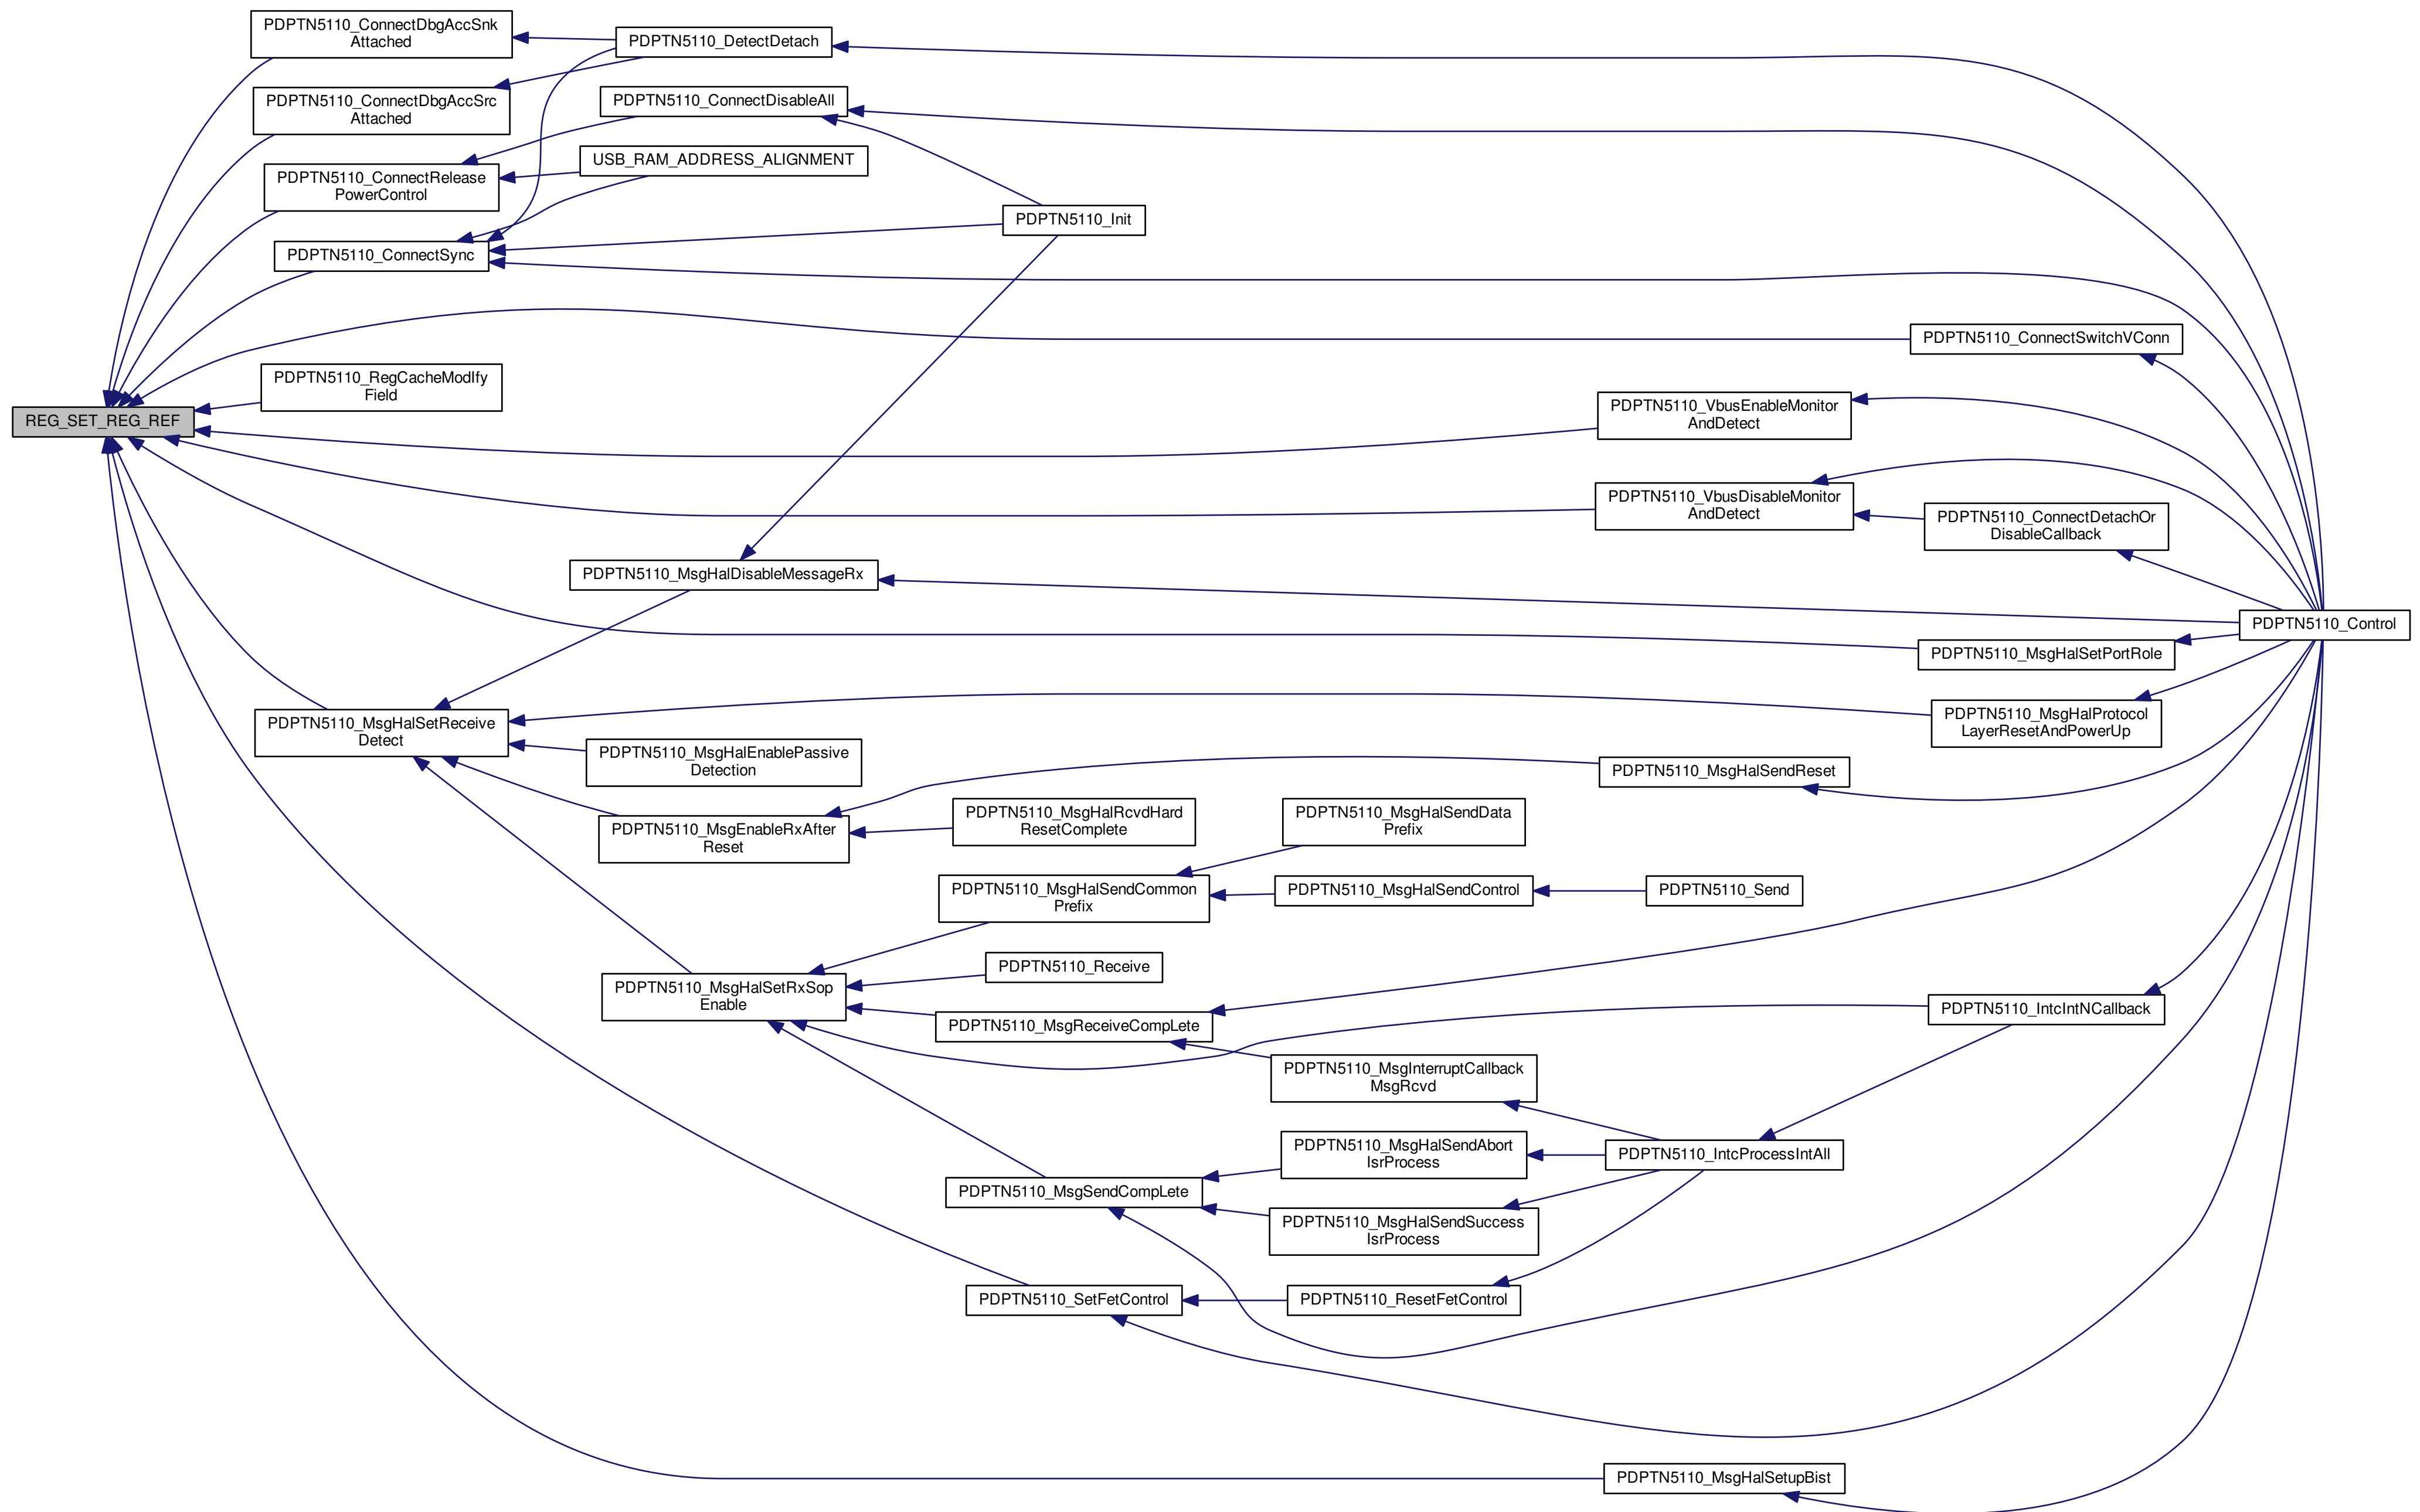 PDPTN5110_ConnectDbgAccSnk
Attached
PDPTN5110_DetectDetach
PDPTN5110_ConnectDbgAccSrc
Attached
PDPTN5110_ConnectDisableAll
USB_RAM_ADDRESS_ALIGNMENT
PDPTN5110_ConnectRelease
PowerControl
PDPTN5110_Init
PDPTN5110_ConnectSync
PDPTN5110_ConnectSwitchVConn
PDPTN5110_RegCacheModIfy
Field
REG_SET_REG_REF
PDPTN5110_VbusEnableMonitor
AndDetect
PDPTN5110_VbusDisableMonitor
AndDetect
PDPTN5110_ConnectDetachOr
DisableCallback
PDPTN5110_MsgHalDisableMessageRx
PDPTN5110_Control
PDPTN5110_MsgHalSetPortRole
PDPTN5110_MsgHalSetReceive
Detect
PDPTN5110_MsgHalProtocol
LayerResetAndPowerUp
PDPTN5110_MsgHalEnablePassive
Detection
PDPTN5110_MsgHalSendReset
PDPTN5110_MsgEnableRxAfter
Reset
PDPTN5110_MsgHalRcvdHard
ResetComplete
PDPTN5110_MsgHalSendData
Prefix
PDPTN5110_MsgHalSendCommon
Prefix
PDPTN5110_MsgHalSendControl
PDPTN5110_Send
PDPTN5110_Receive
PDPTN5110_MsgHalSetRxSop
Enable
PDPTN5110_MsgReceiveCompLete
PDPTN5110_IntcIntNCallback
PDPTN5110_MsgInterruptCallback
MsgRcvd
PDPTN5110_MsgHalSendAbort
IsrProcess
PDPTN5110_IntcProcessIntAll
PDPTN5110_MsgSendCompLete
PDPTN5110_MsgHalSendSuccess
IsrProcess
PDPTN5110_SetFetControl
PDPTN5110_ResetFetControl
PDPTN5110_MsgHalSetupBist